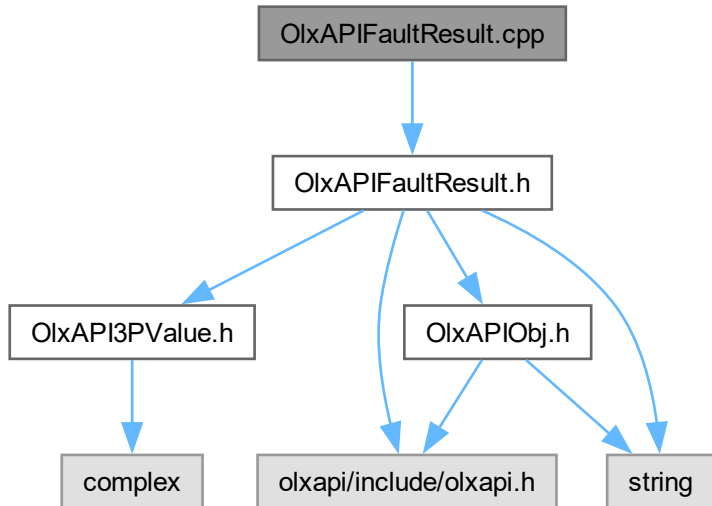 OlxAPIFaultResult.cpp
OlxAPIFaultResult.h
OlxAPI3PValue.h
OlxAPIObj.h
complex
olxapi/include/olxapi.h
string